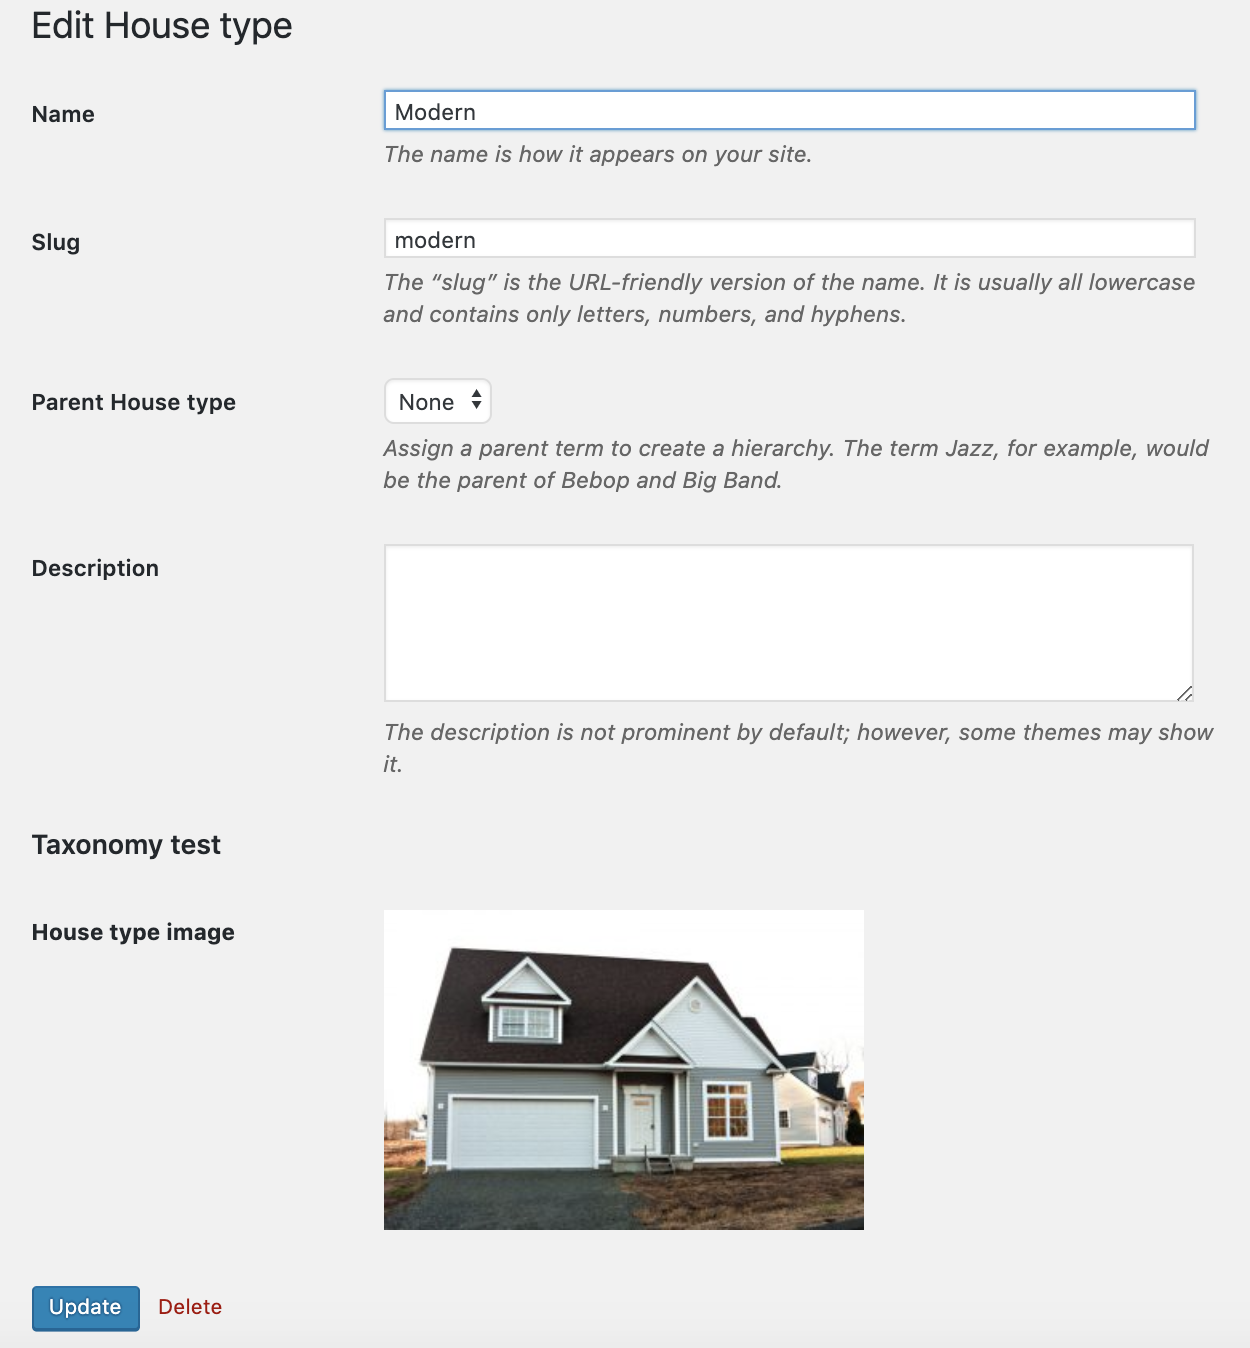 Edit House type
Name
Modern
The name is how it appears on your site.
Slug
modern
The “slug” is the URL-friendly version of the name. It is usually all lowercase
and contains only letters, numbers, and hyphens.
Parent House type
None
Assign a parent term to create a hierarchy. The term Jazz, for example, would
be the parent of Bebop and Big Band.
Description
The description is not prominent by default; however, some themes may show
it.
Taxonomy test
House type image
Update
Delete